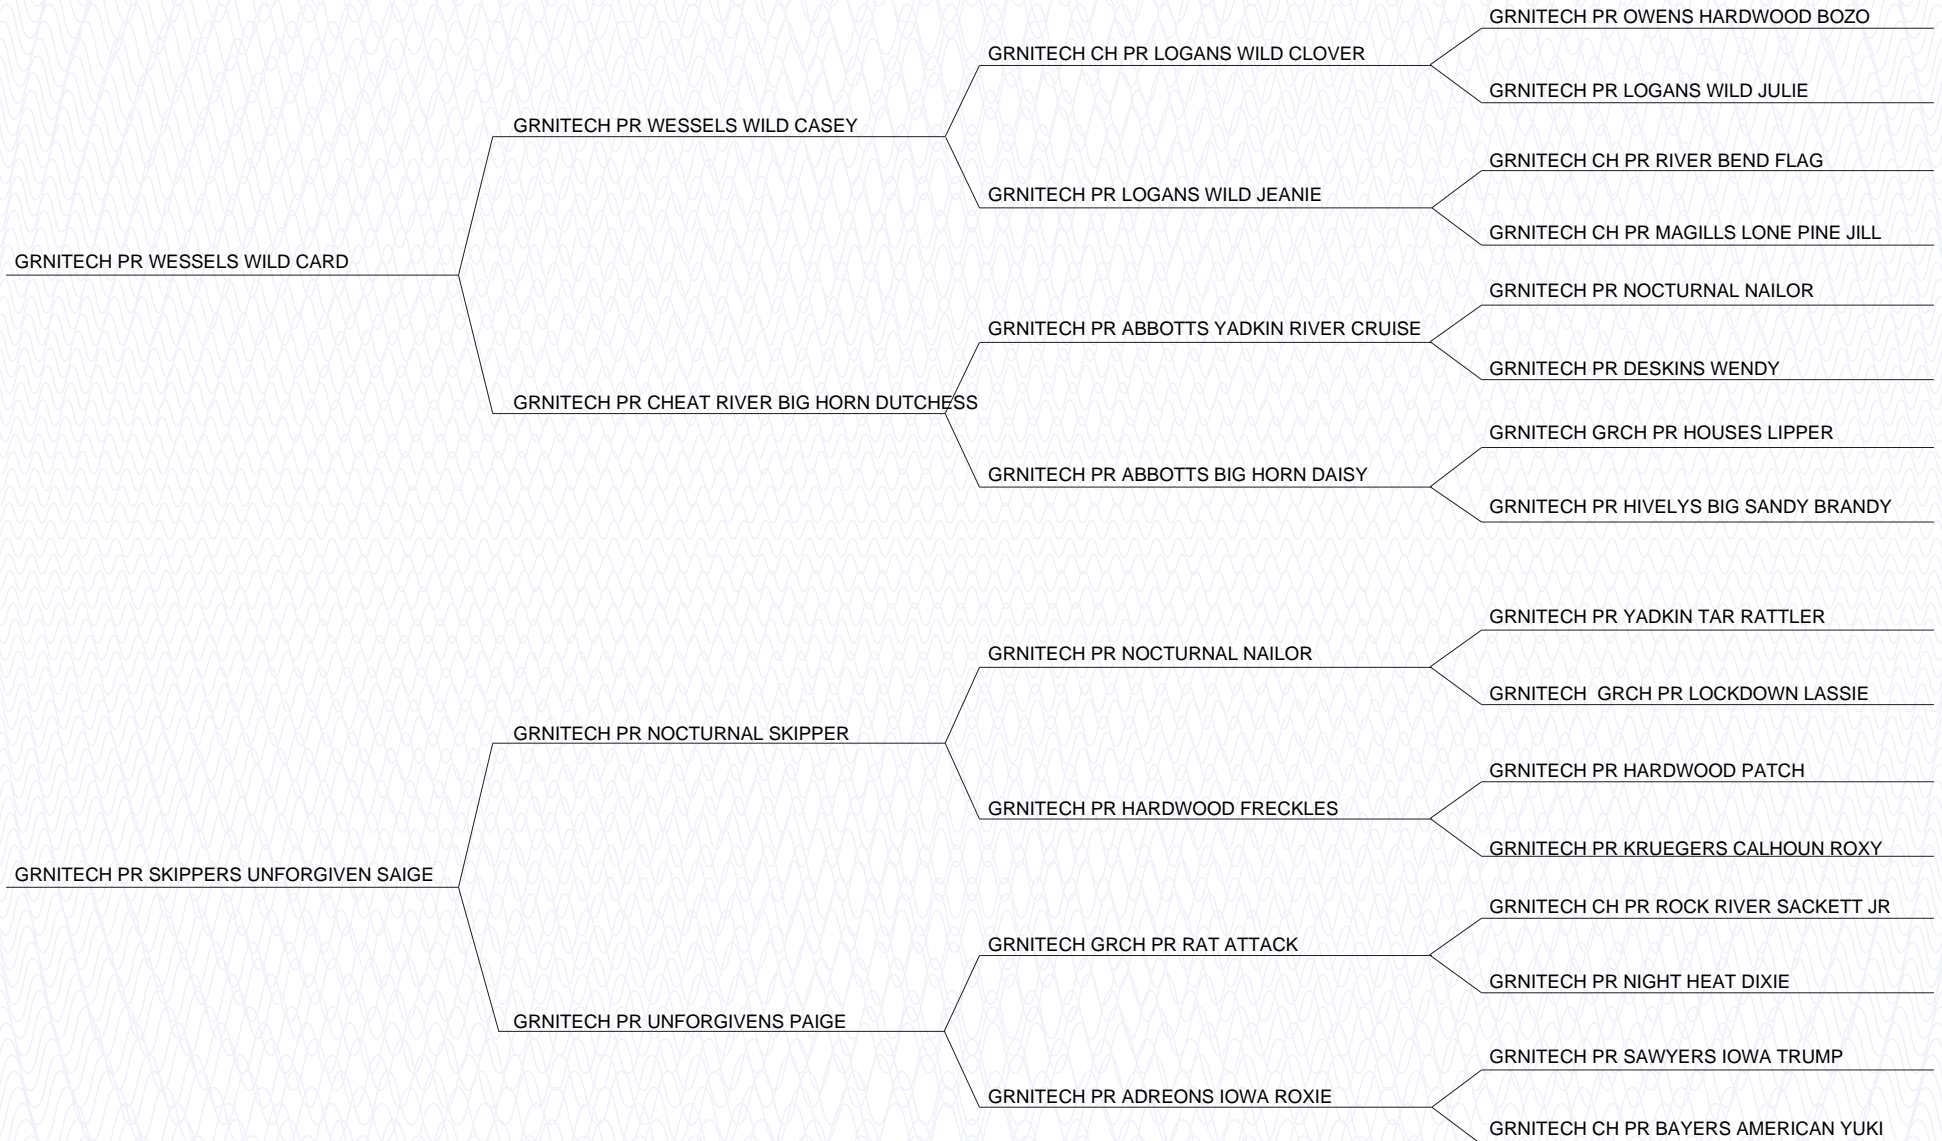 GRNITECH PR OWENS HARDWOOD BOZO
GRNITECH CH PR LOGANS WILD CLOVER
GRNITECH PR LOGANS WILD JULIE
GRNITECH PR WESSELS WILD CASEY
GRNITECH CH PR RIVER BEND FLAG
GRNITECH PR LOGANS WILD JEANIE
GRNITECH CH PR MAGILLS LONE PINE JILL
GRNITECH PR WESSELS WILD CARD
GRNITECH PR NOCTURNAL NAILOR
GRNITECH PR ABBOTTS YADKIN RIVER CRUISE
GRNITECH PR DESKINS WENDY
GRNITECH PR CHEAT RIVER BIG HORN DUTCHESS
GRNITECH GRCH PR HOUSES LIPPER
GRNITECH PR ABBOTTS BIG HORN DAISY
GRNITECH PR HIVELYS BIG SANDY BRANDY
GRNITECH PR YADKIN TAR RATTLER
GRNITECH PR NOCTURNAL NAILOR
GRNITECH  GRCH PR LOCKDOWN LASSIE
GRNITECH PR NOCTURNAL SKIPPER
GRNITECH PR HARDWOOD PATCH
GRNITECH PR HARDWOOD FRECKLES
GRNITECH PR KRUEGERS CALHOUN ROXY
GRNITECH PR SKIPPERS UNFORGIVEN SAIGE
GRNITECH CH PR ROCK RIVER SACKETT JR
GRNITECH GRCH PR RAT ATTACK
GRNITECH PR NIGHT HEAT DIXIE
GRNITECH PR UNFORGIVENS PAIGE
GRNITECH PR SAWYERS IOWA TRUMP
GRNITECH PR ADREONS IOWA ROXIE
GRNITECH CH PR BAYERS AMERICAN YUKI